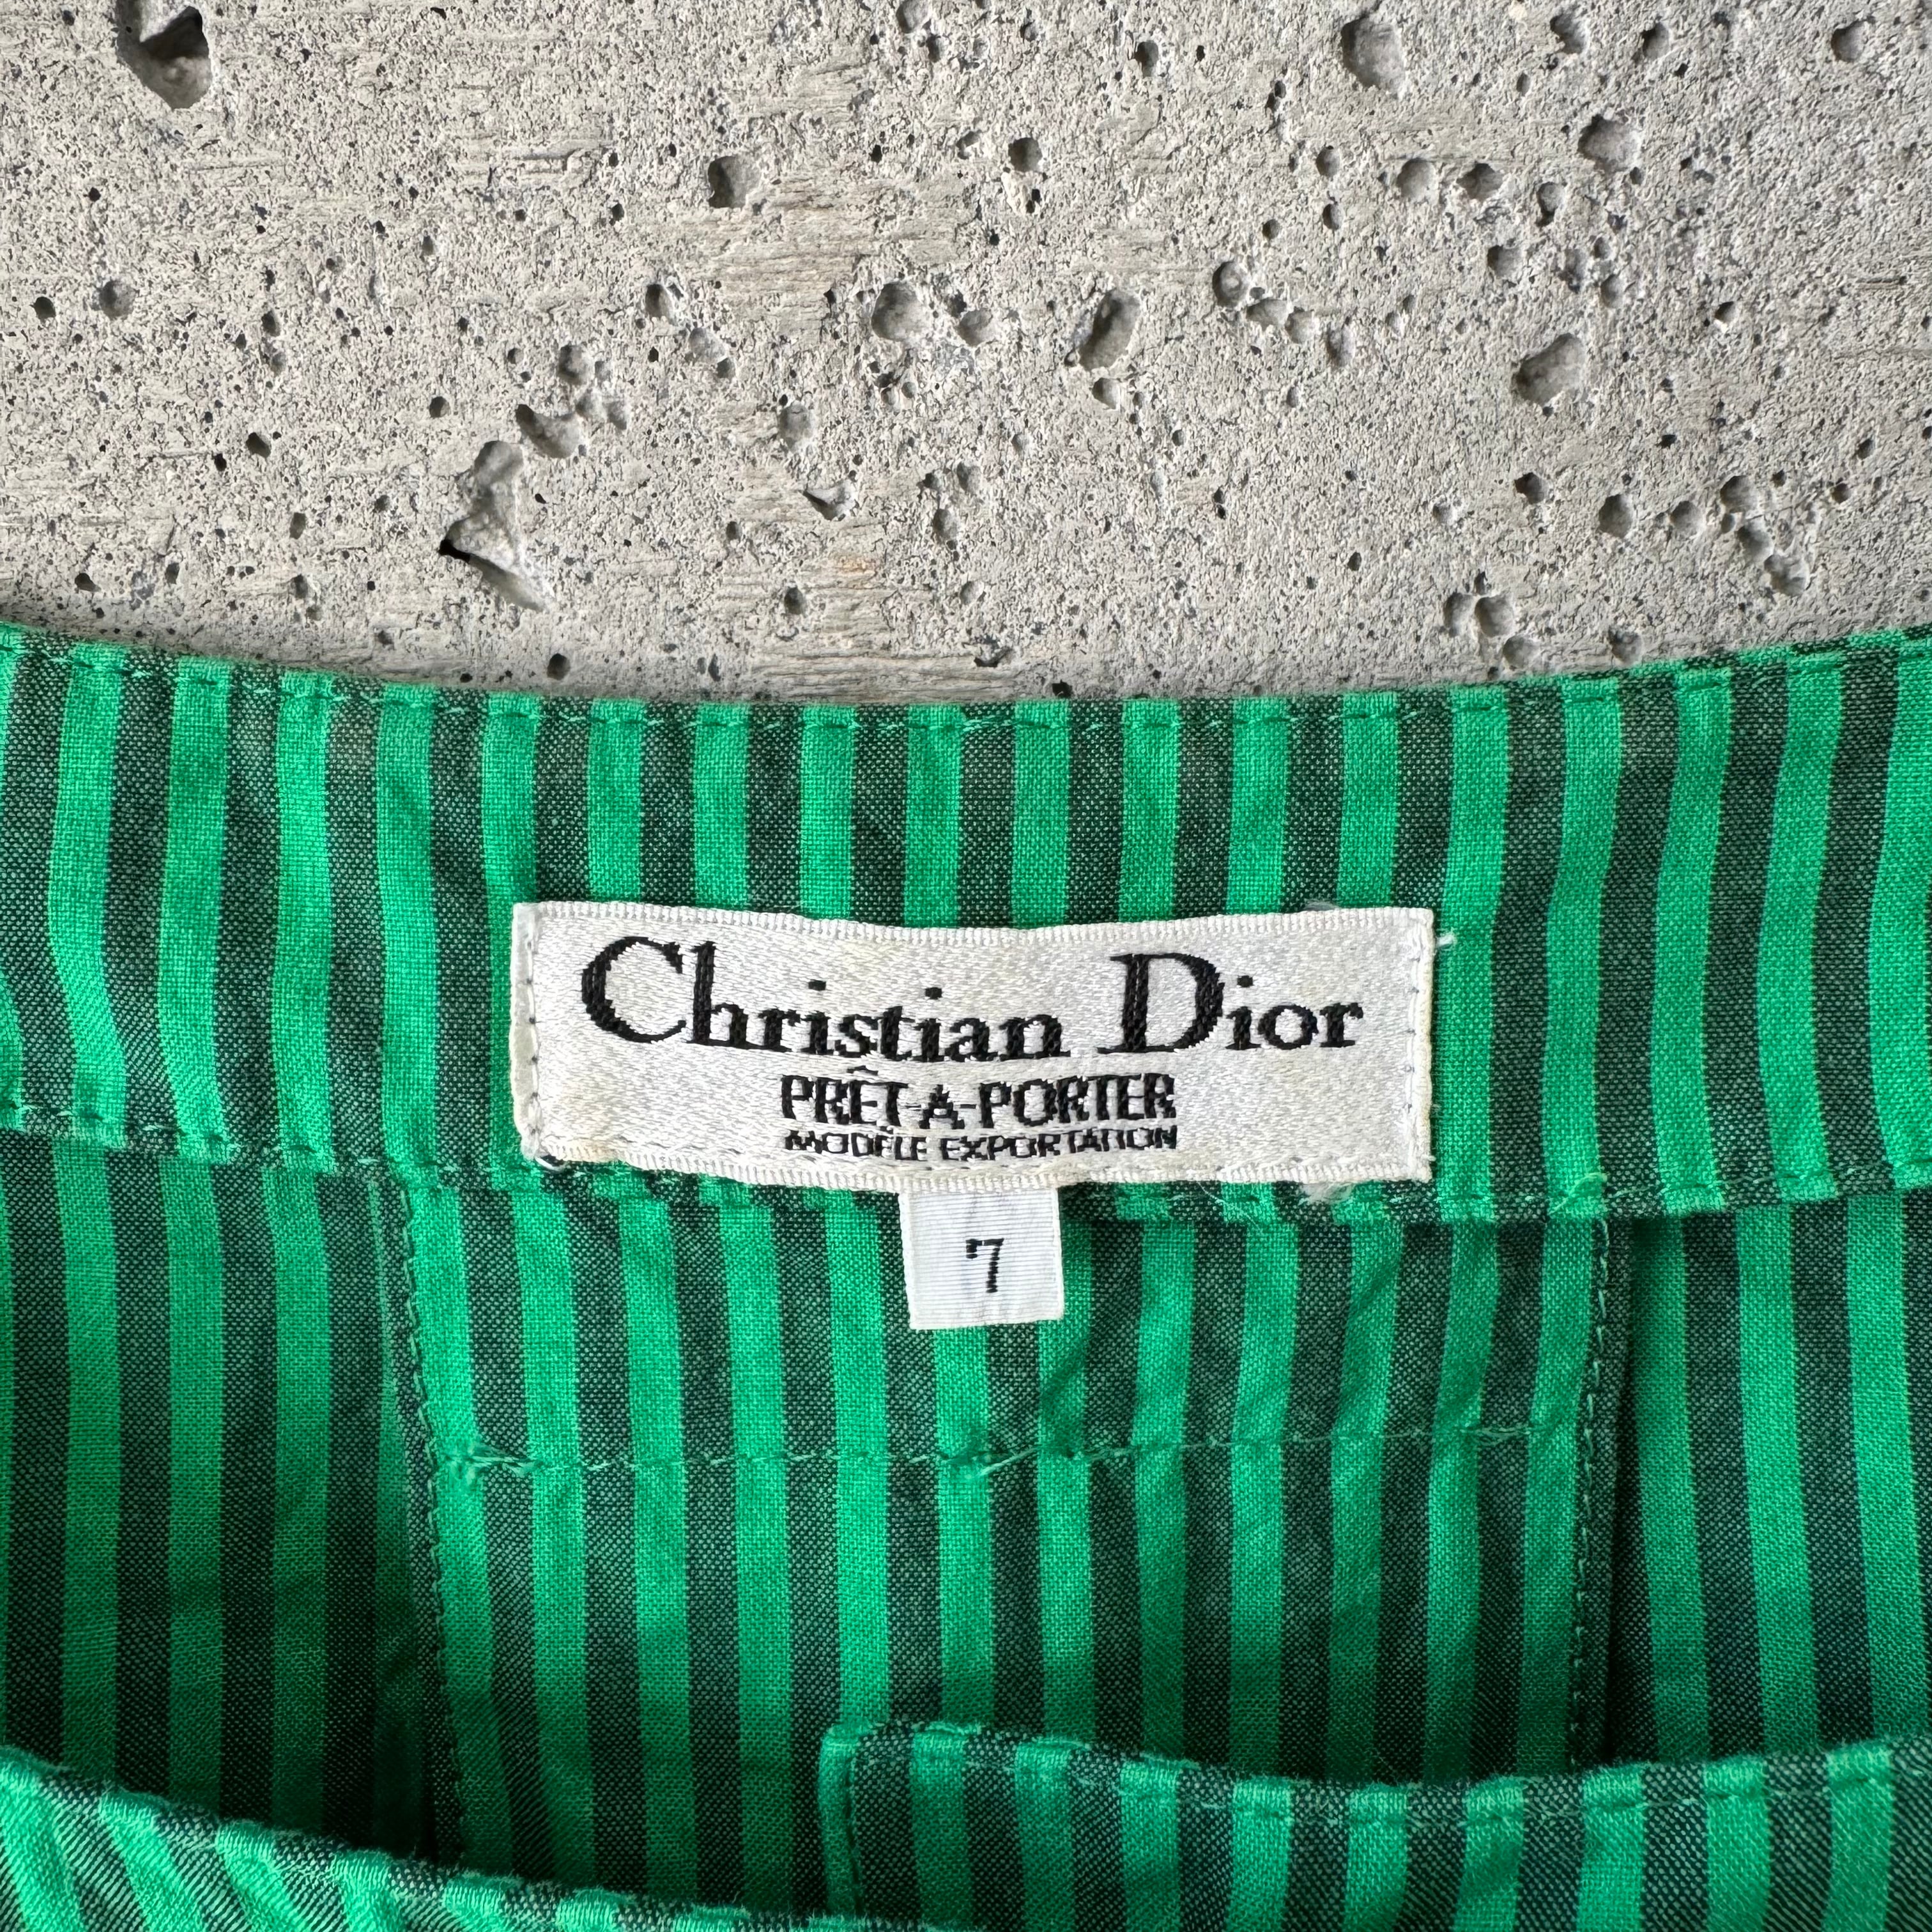 Christian Dior
PRÊT-A-PORTER
MODÈLE EXPORTATION
7